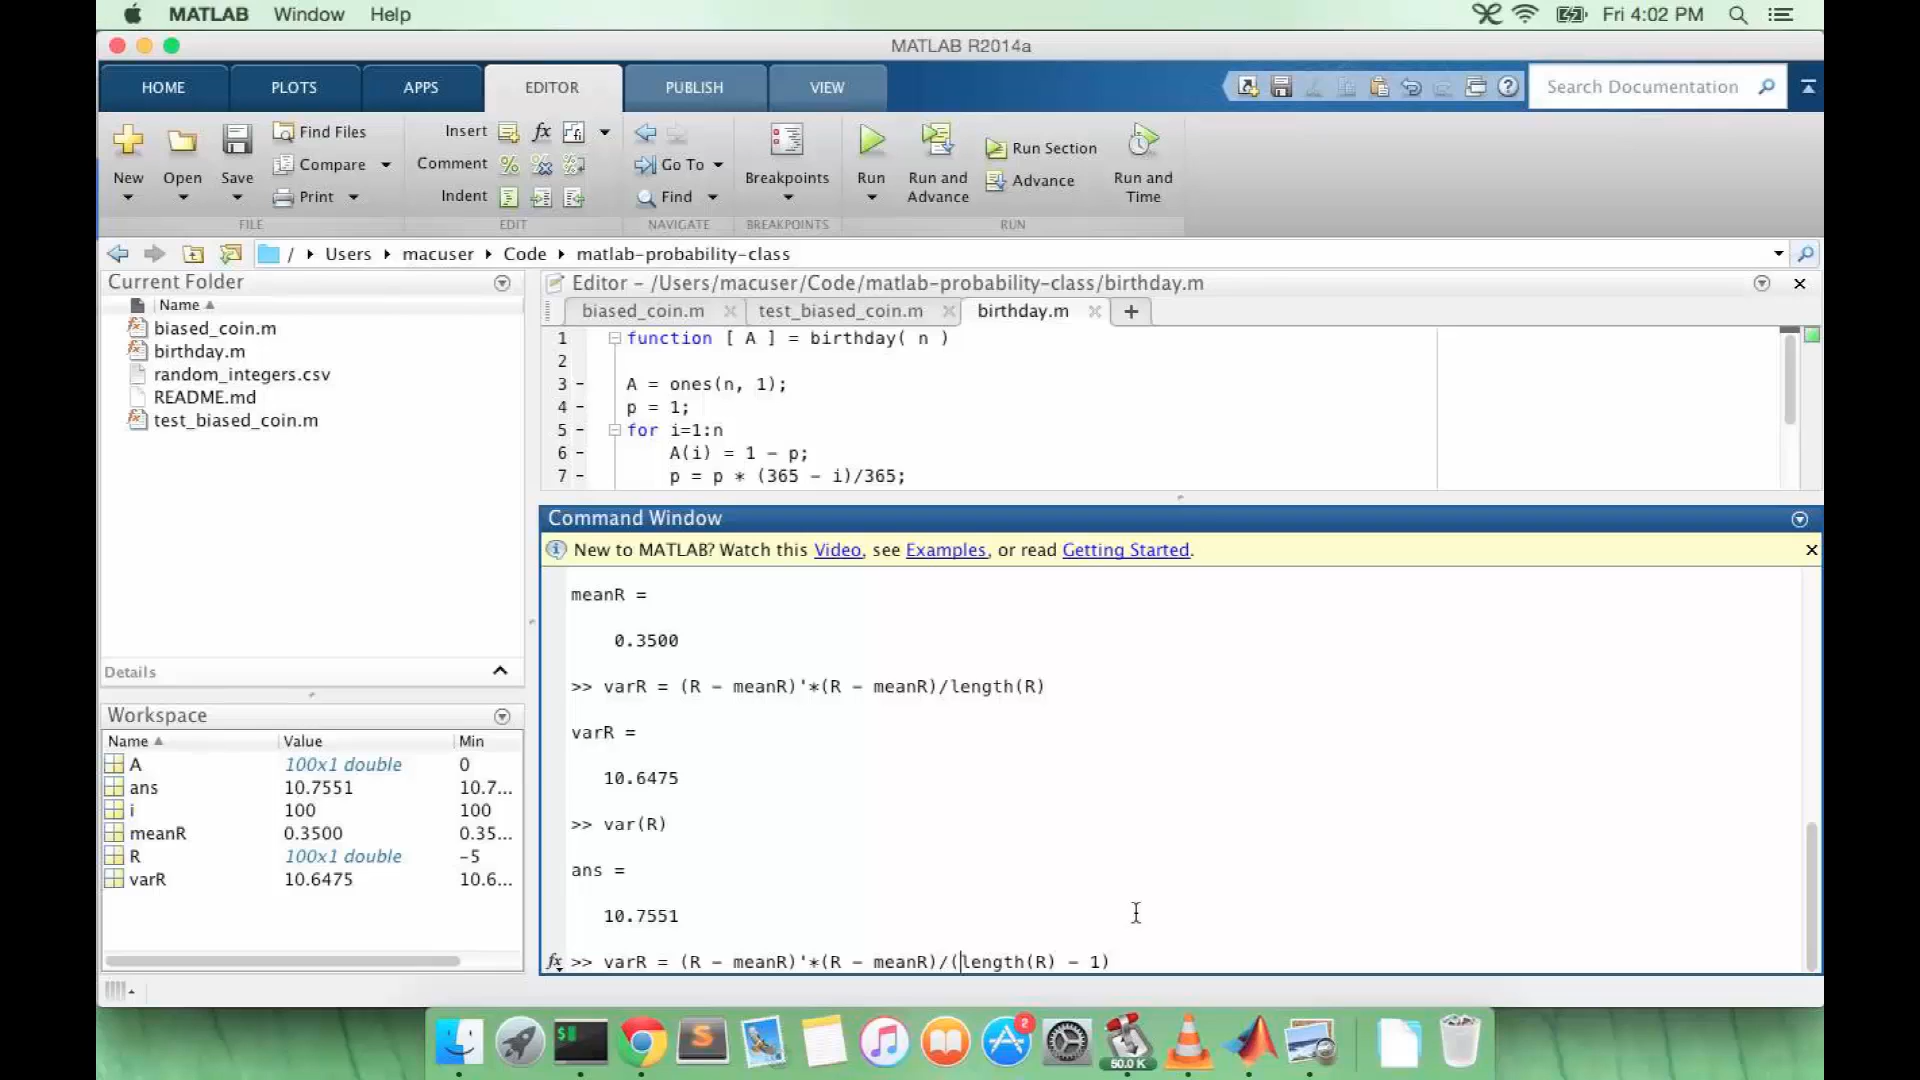 MATLAB Window Help Fri 4:02 PM
MATLAB R2014a
HOME PLOTS APPS EDITOR PUBLISH VIEW Search Documentation
New Open Save Find Files Compare Print
Insert fx Comment Indent
Go To Find
Breakpoints Run Run and Advance Run Section Advance Run and Time
FILE EDIT NAVIGATE BREAKPOINTS RUN
/ Users macuser Code matlab-probability-class
Current Folder
Name
biased_coin.m
birthday.m
random_integers.csv
README.md
test_biased_coin.m
Details
Workspace
Name Value Min
A 100x1 double 0
ans 10.7551 10.7...
i 100 100
meanR 0.3500 0.35...
R 100x1 double -5
varR 10.6475 10.6...
Editor - /Users/macuser/Code/matlab-probability-class/birthday.m
biased_coin.m test_biased_coin.m birthday.m
1 function [ A ] = birthday( n )
2
3 - A = ones(n, 1);
4 - p = 1;
5 - for i=1:n
6 - A(i) = 1 - p;
7 - p = p * (365 - i)/365;
Command Window
New to MATLAB? Watch this Video, see Examples, or read Getting Started.
meanR =
0.3500
>> varR = (R - meanR)'*(R - meanR)/length(R)
varR =
10.6475
>> var(R)
ans =
10.7551
fx >> varR = (R - meanR)'*(R - meanR)/(length(R) - 1)
2
50.0 K